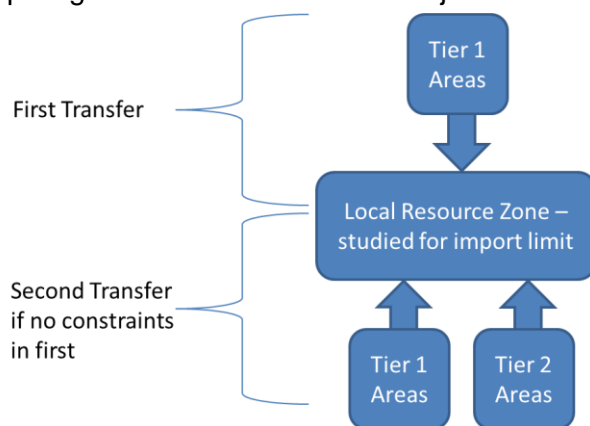 Tier 1
Areas
First Transfer
Local Resource Zone –
studied for import limit
Second Transfer
if no constraints
in first
Tier 1
Areas
Tier 2
Areas